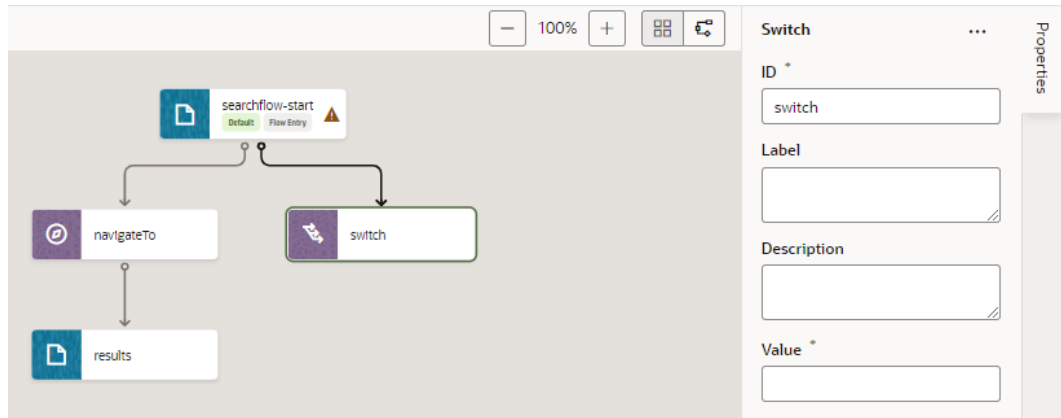 100%
searchflow-start
Default Flow Entry
navigateTo
switch
results
Switch
ID *
switch
Label
Description
Value *
Properties